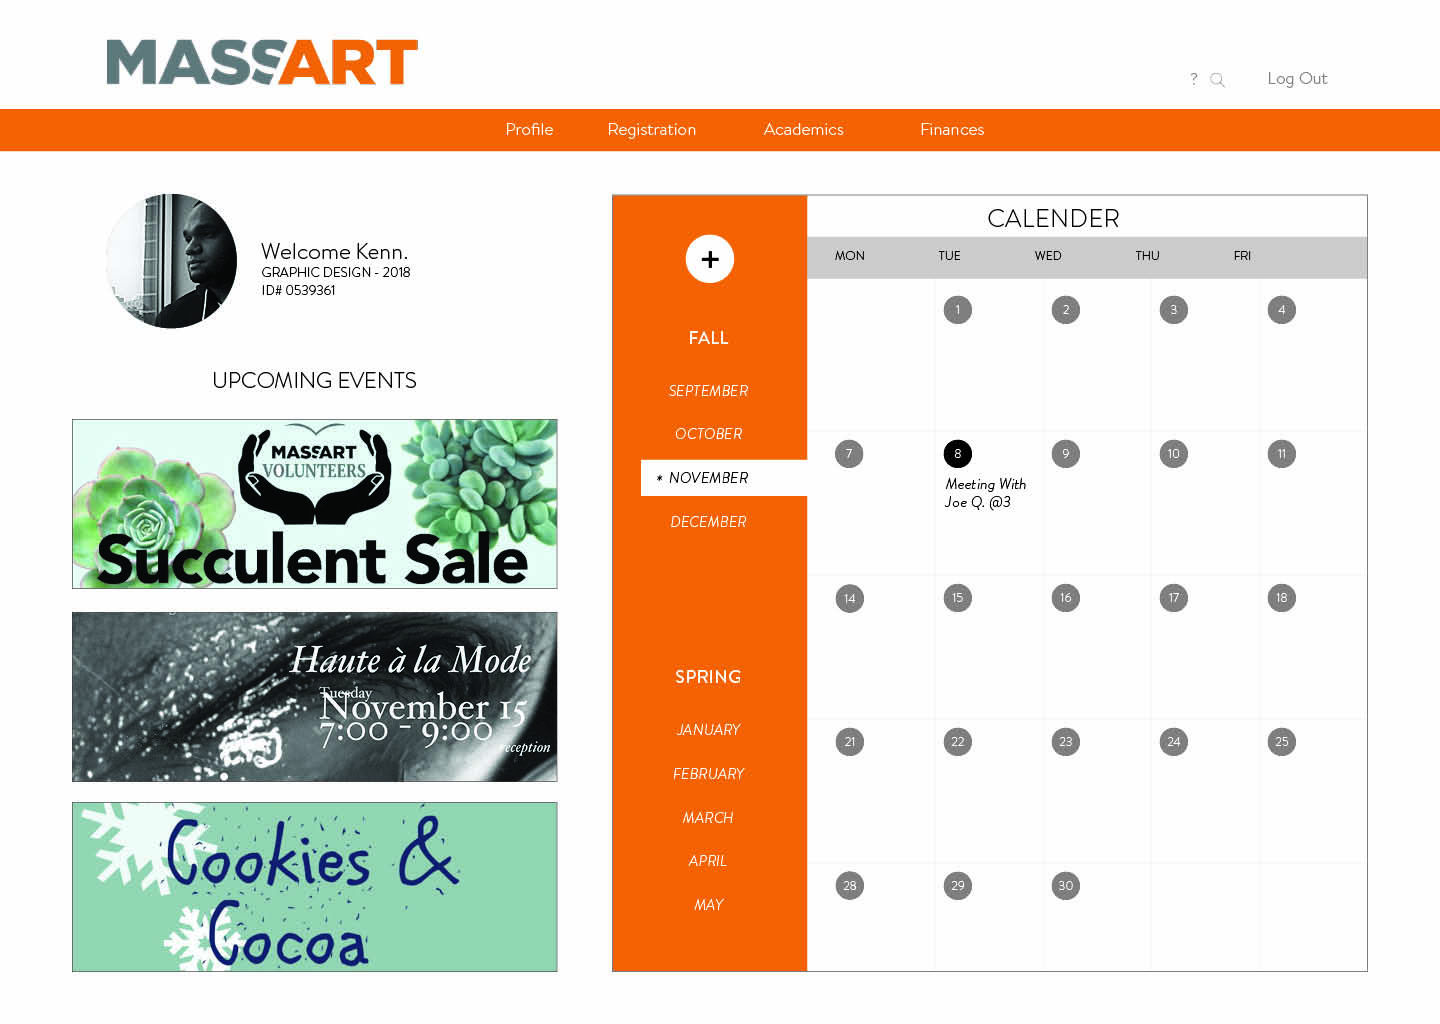 MASSART
? Log Out
Profile Registration Academics Finances
Welcome Kenn.
GRAPHIC DESIGN - 2018
ID# 0539361
UPCOMING EVENTS
MASSART
VOLUNTEERS
Succulent Sale
Haute à la Mode
Tuesday
November 15
7:00 - 9:00
reception
Cookies &
Cocoa
+
FALL
SEPTEMBER
OCTOBER
* NOVEMBER
DECEMBER
SPRING
JANUARY
FEBRUARY
MARCH
APRIL
MAY
CALENDER
MON TUE WED THU FRI
1 2 3 4
7 8 9 10 11
Meeting With
Joe Q. @3
14 15 16 17 18
21 22 23 24 25
28 29 30